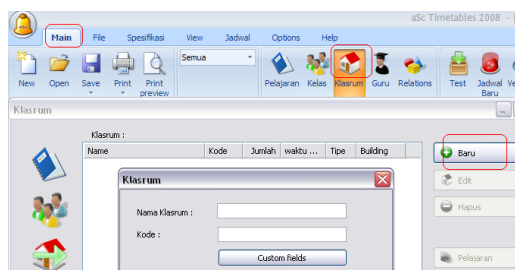 aSc Timetables 2008 -
Main File Spesifikasi View Jadwal Options Help
Semua
New Open Save Print Print preview Pelajaran Kelas Klasrum Guru Relations Test Jadwal Baru
Klasrum
Klasrum :
Name Kode Jumlah waktu ... Tipe Building
Baru
Klasrum
Edit
Nama Klasrum :
Hapus
Kode :
Custom fields
Pelajaran